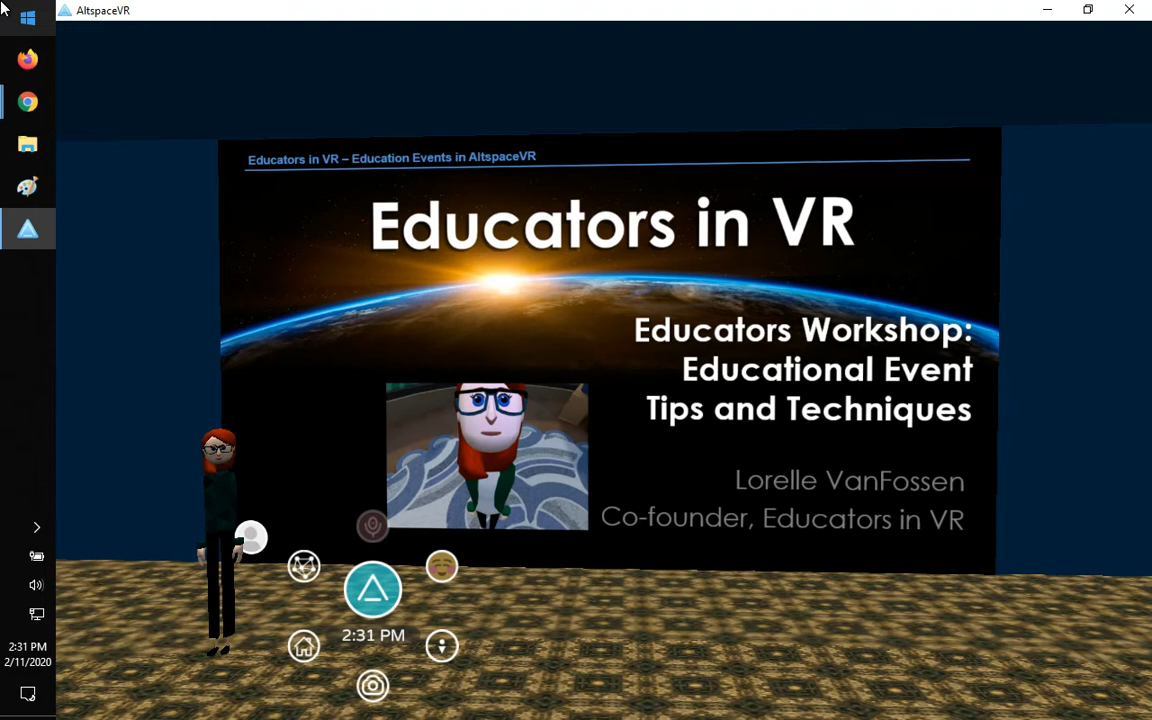 AltspaceVR
Educators in VR – Education Events in AltspaceVR
Educators in VR
Educators Workshop:
Educational Event
Tips and Techniques
Lorelle VanFossen
Co-founder, Educators in VR
2:31 PM
2:31 PM
2/11/2020